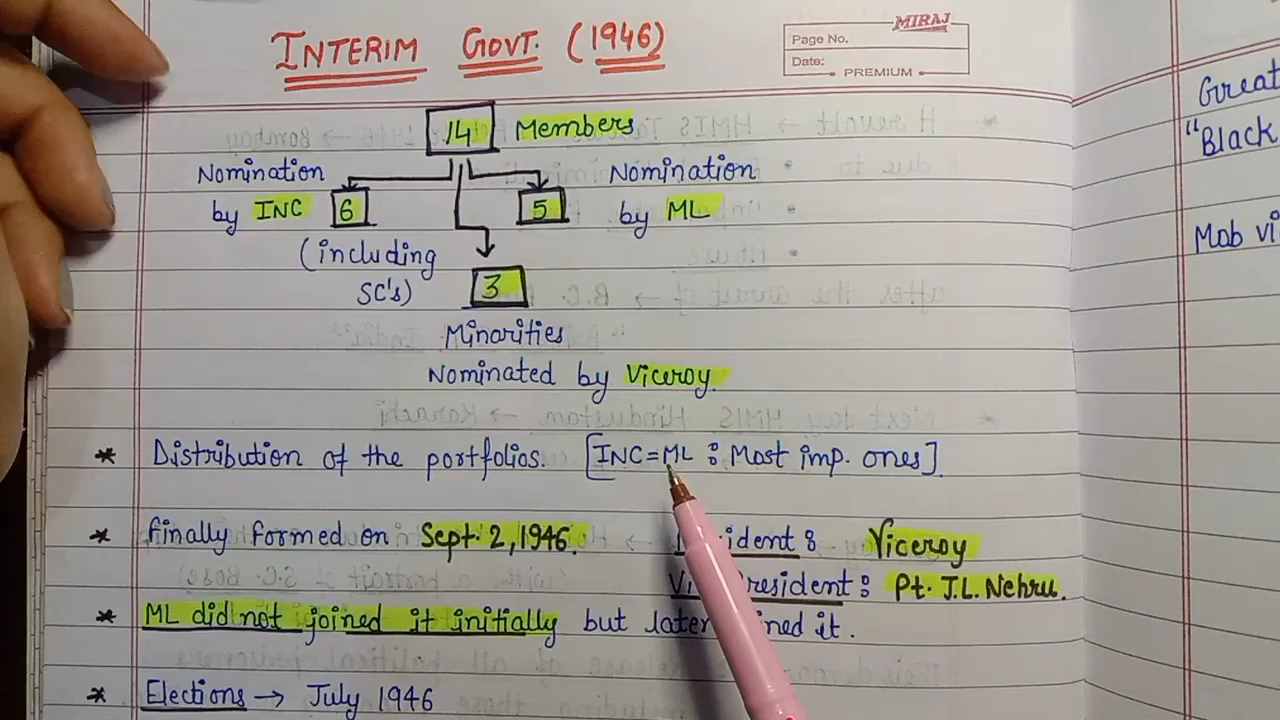 INTERIM GOVT. (1946)
MIRAJ
Page No.
Date:
PREMIUM
14 Members
Nomination by INC 6
(including SC's)
5 Nomination by ML
3
Minorities
Nominated by Viceroy.
* Distribution of the portfolios. [INC=ML : Most imp. ones].
* Finally formed on Sept. 2, 1946.
Viceroy
Pt. J.L. Nehru.
* ML did not joined it initially but later it.
* Elections → July 1946
Great
"Black
Mob